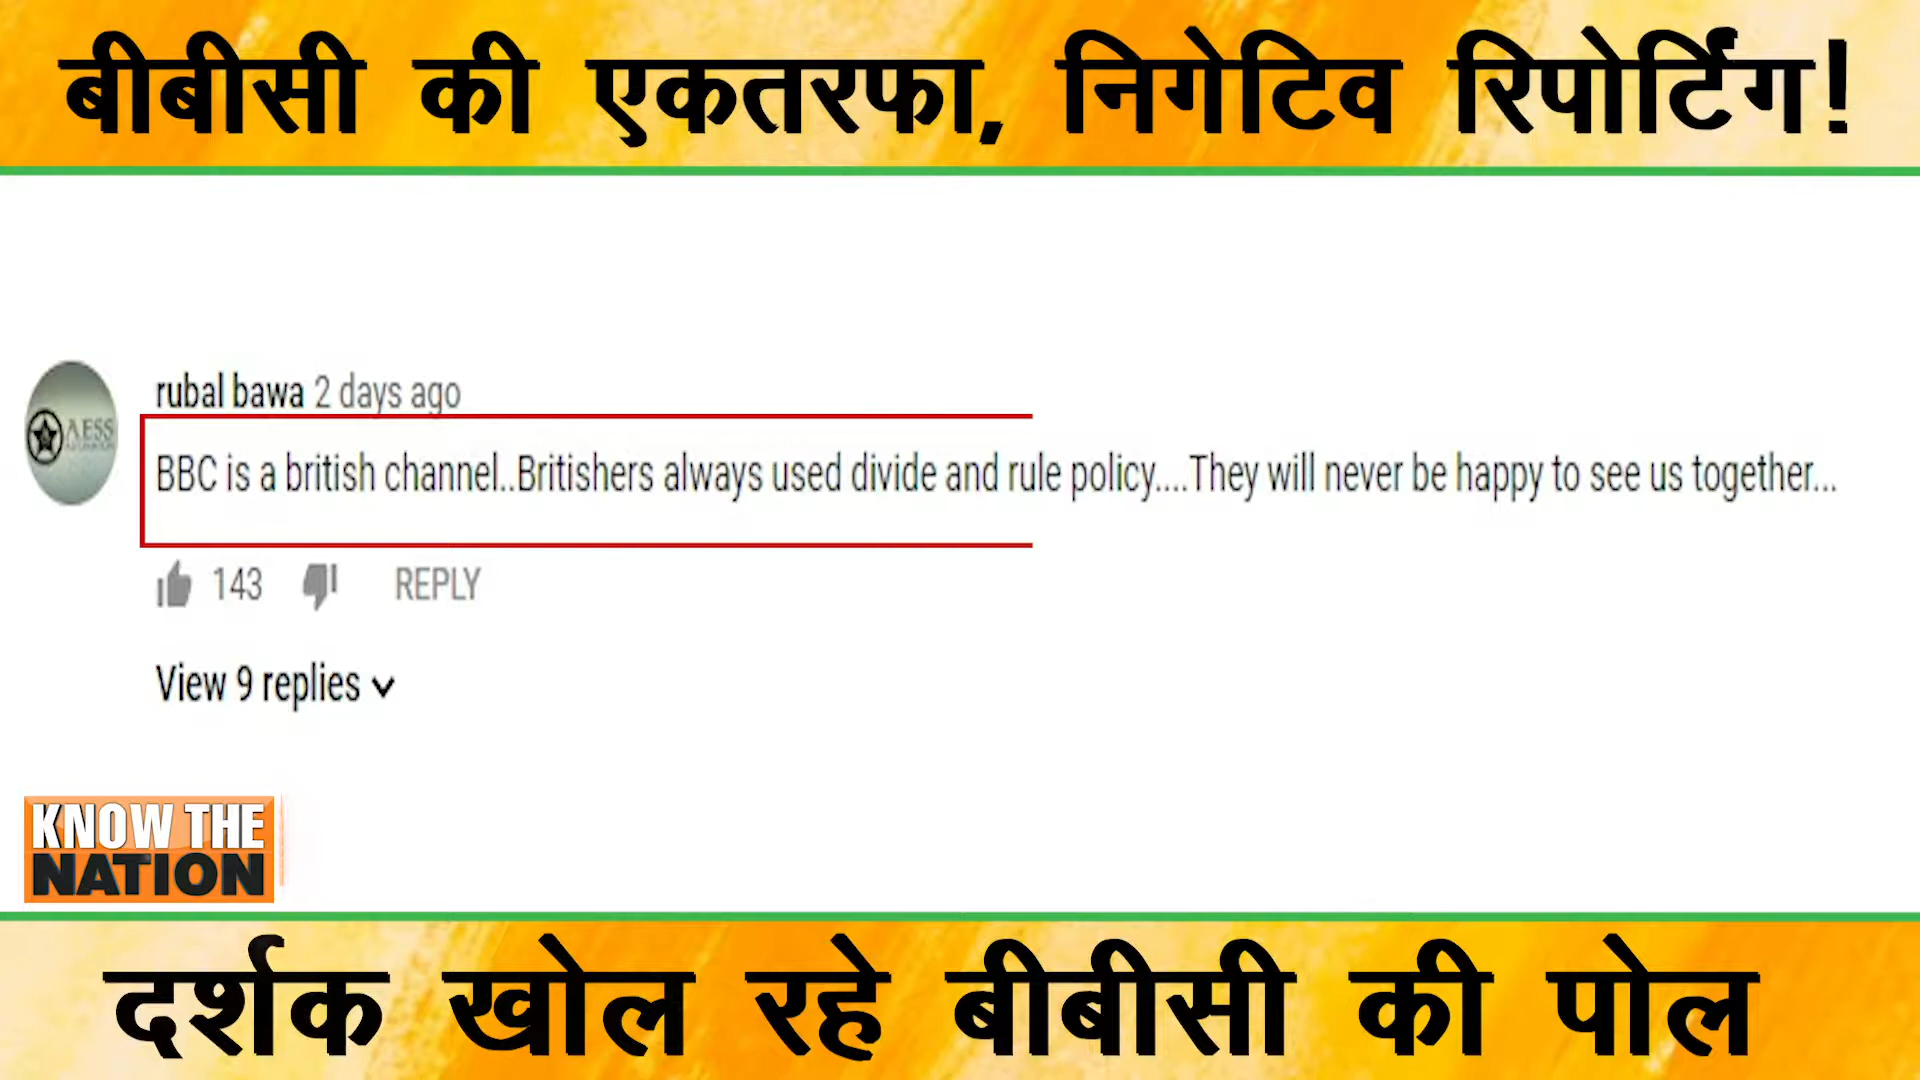 बीबीसी की एकतरफा, निगेटिव रिपोर्टिंग!
rubal bawa 2 days ago
AESS
BBC is a british channel..Britishers always used divide and rule policy....They will never be happy to see us together...
143 REPLY
View 9 replies
KNOW THE
NATION
दर्शक खोल रहे बीबीसी की पोल